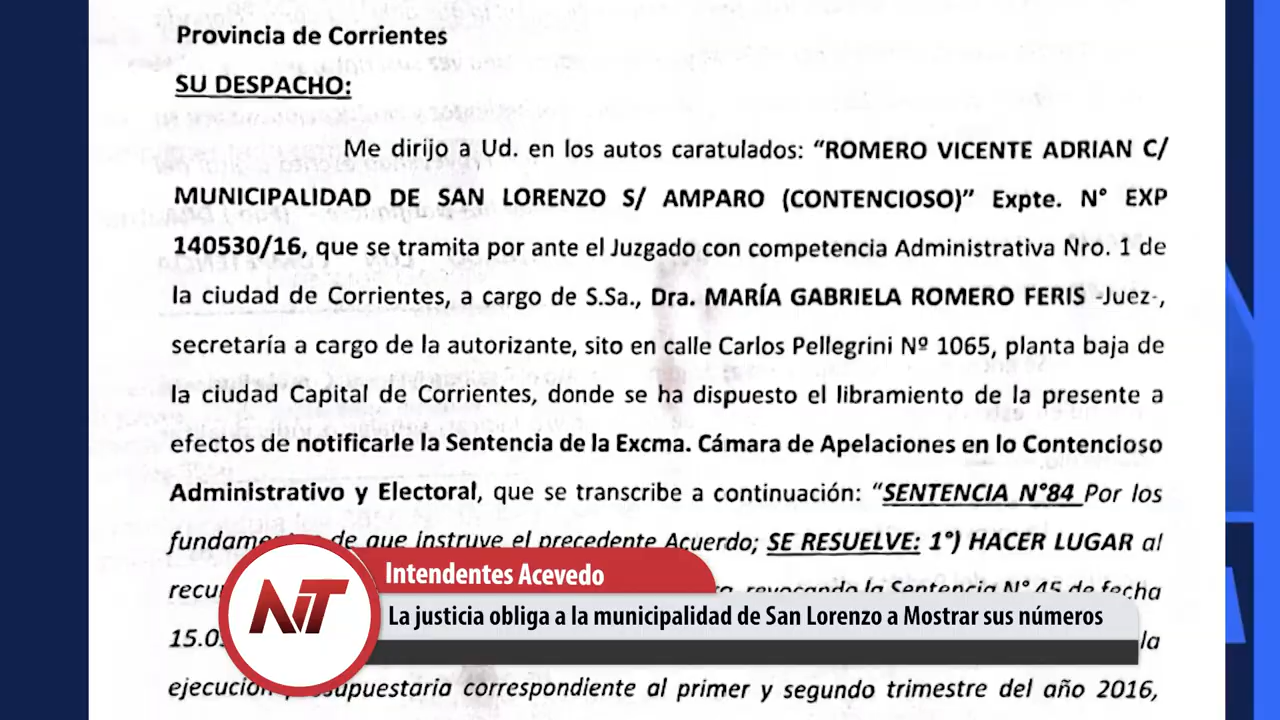 Provincia de Corrientes
SU DESPACHO:
Me dirijo a Ud. en los autos caratulados: “ROMERO VICENTE ADRIAN C/
MUNICIPALIDAD DE SAN LORENZO S/ AMPARO (CONTENCIOSO)” Expte. N° EXP
140530/16, que se tramita por ante el Juzgado con competencia Administrativa Nro. 1 de
la ciudad de Corrientes, a cargo de S.Sa., Dra. MARÍA GABRIELA ROMERO FERIS -Juez-,
secretaría a cargo de la autorizante, sito en calle Carlos Pellegrini Nº 1065, planta baja de
la ciudad Capital de Corrientes, donde se ha dispuesto el libramiento de la presente a
efectos de notificarle la Sentencia de la Excma. Cámara de Apelaciones en lo Contencioso
Administrativo y Electoral, que se transcribe a continuación: “SENTENCIA N°84 Por los
de que instruye el precedente Acuerdo; SE RESUELVE: 1°) HACER LUGAR al
revocando la Sentencia N° 45 de fecha
la
correspondiente al primer y segundo trimestre del año 2016,
NT
Intendentes Acevedo
La justicia obliga a la municipalidad de San Lorenzo a Mostrar sus números